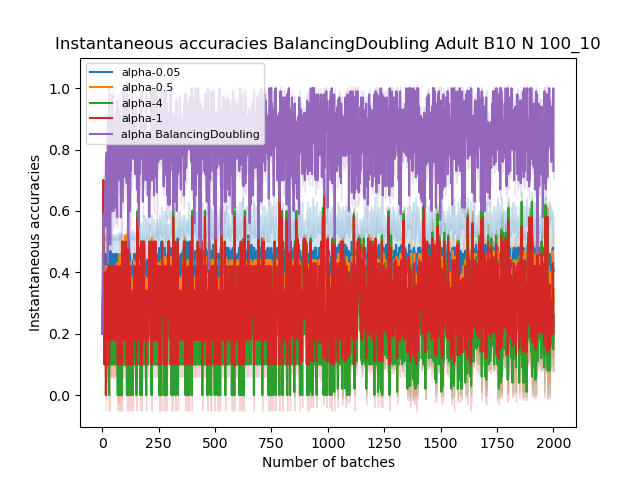 Instantaneous accuracies BalancingDoubling Adult B10 N 100_10
alpha-0.05
alpha-0.5
alpha-4
alpha-1
alpha BalancingDoubling
Instantaneous accuracies
1.0
0.8
0.6
0.4
0.2
0.0
0 250 500 750 1000 1250 1500 1750 2000
Number of batches